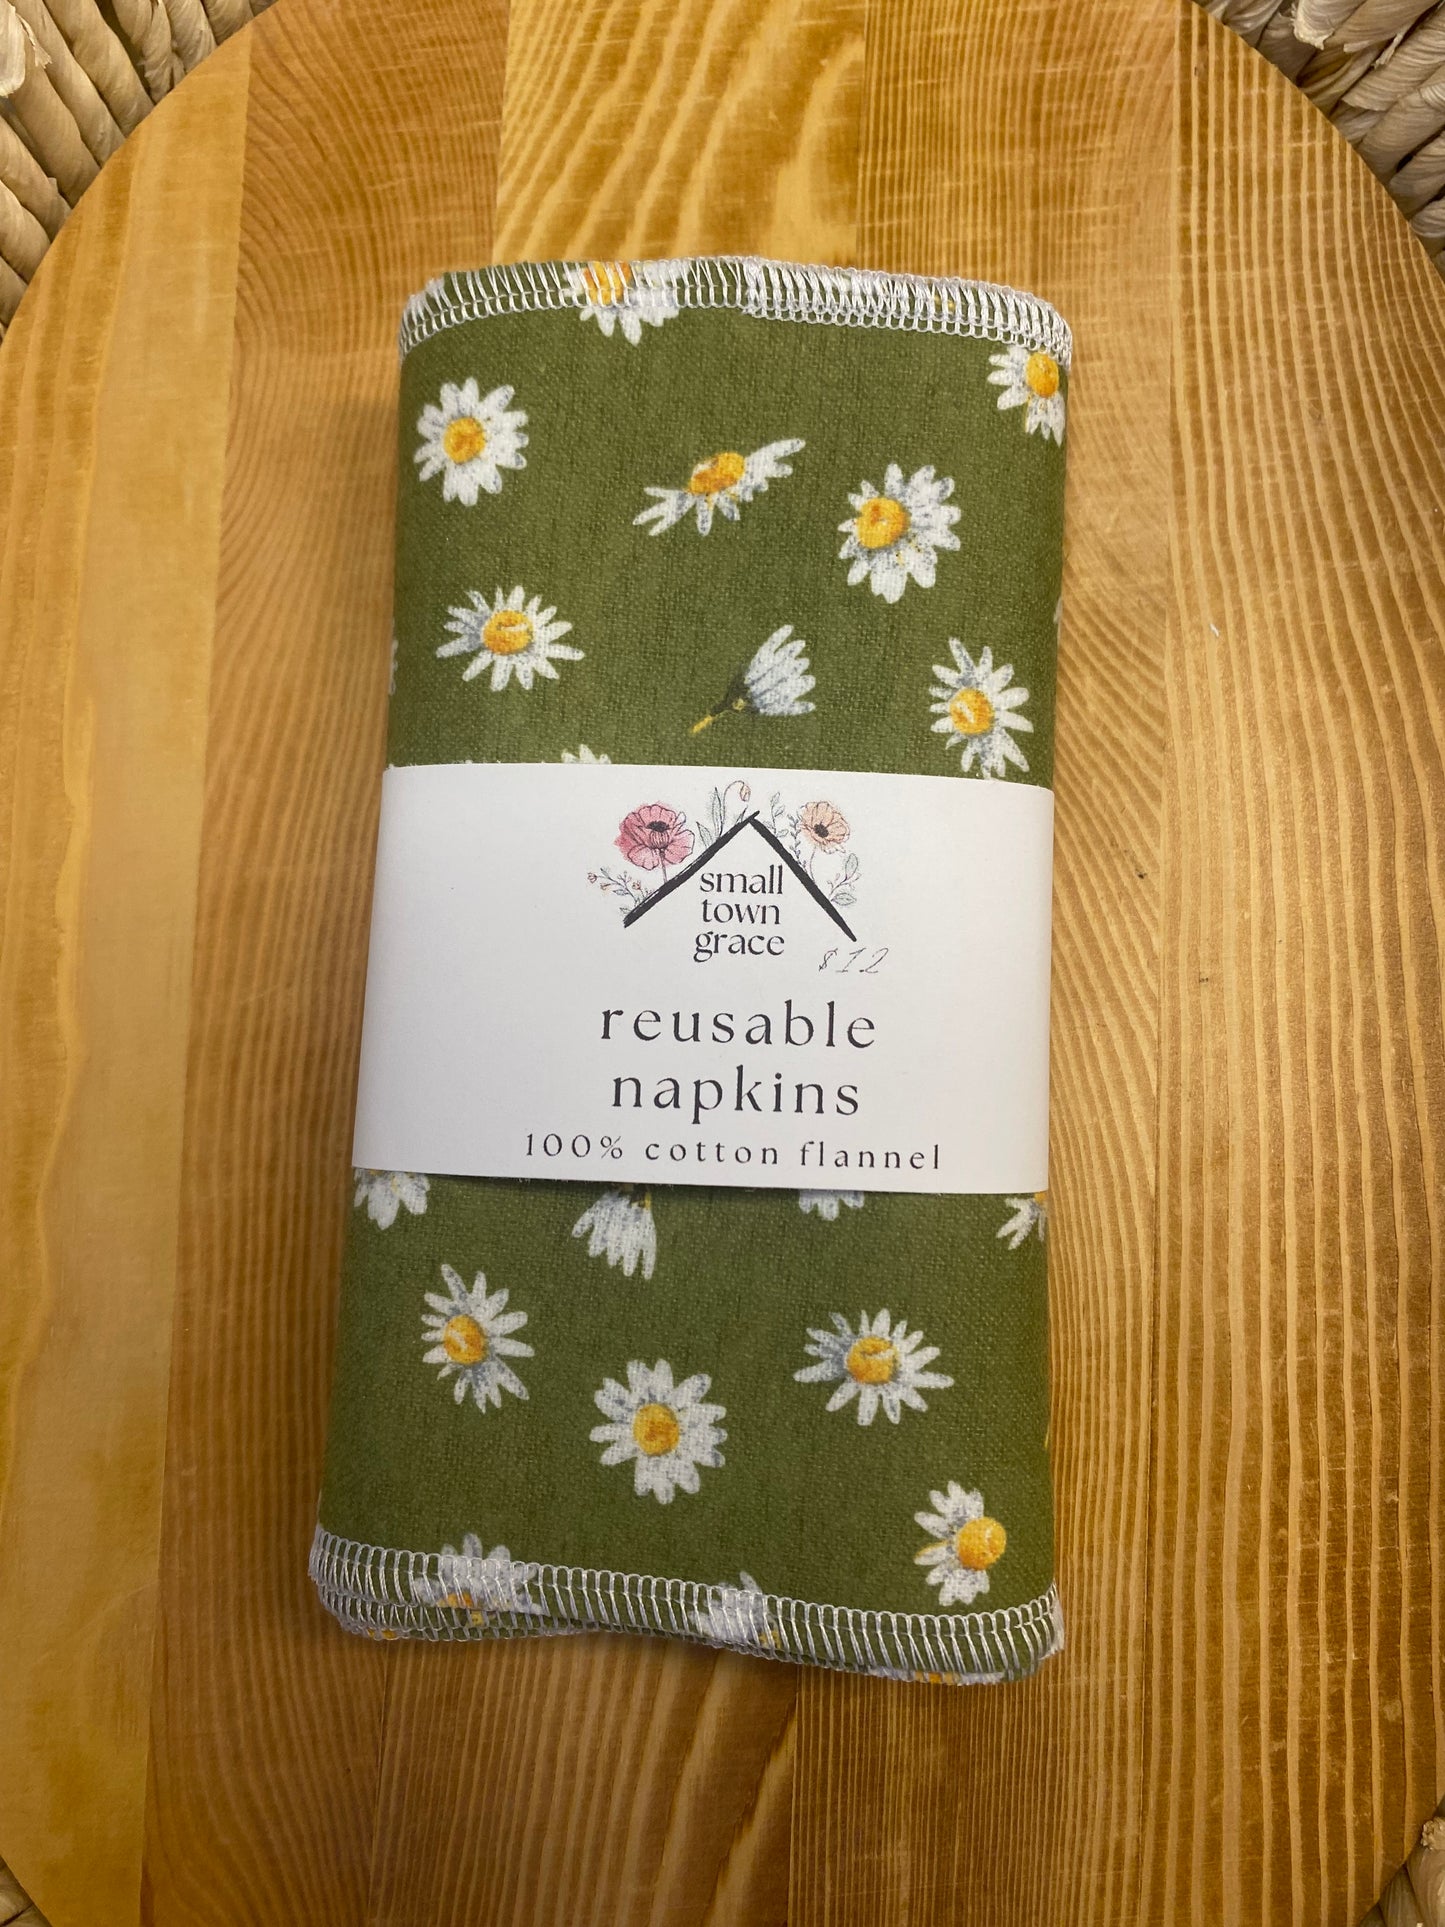 small
town
grace
$12
reusable
napkins
100% cotton flannel